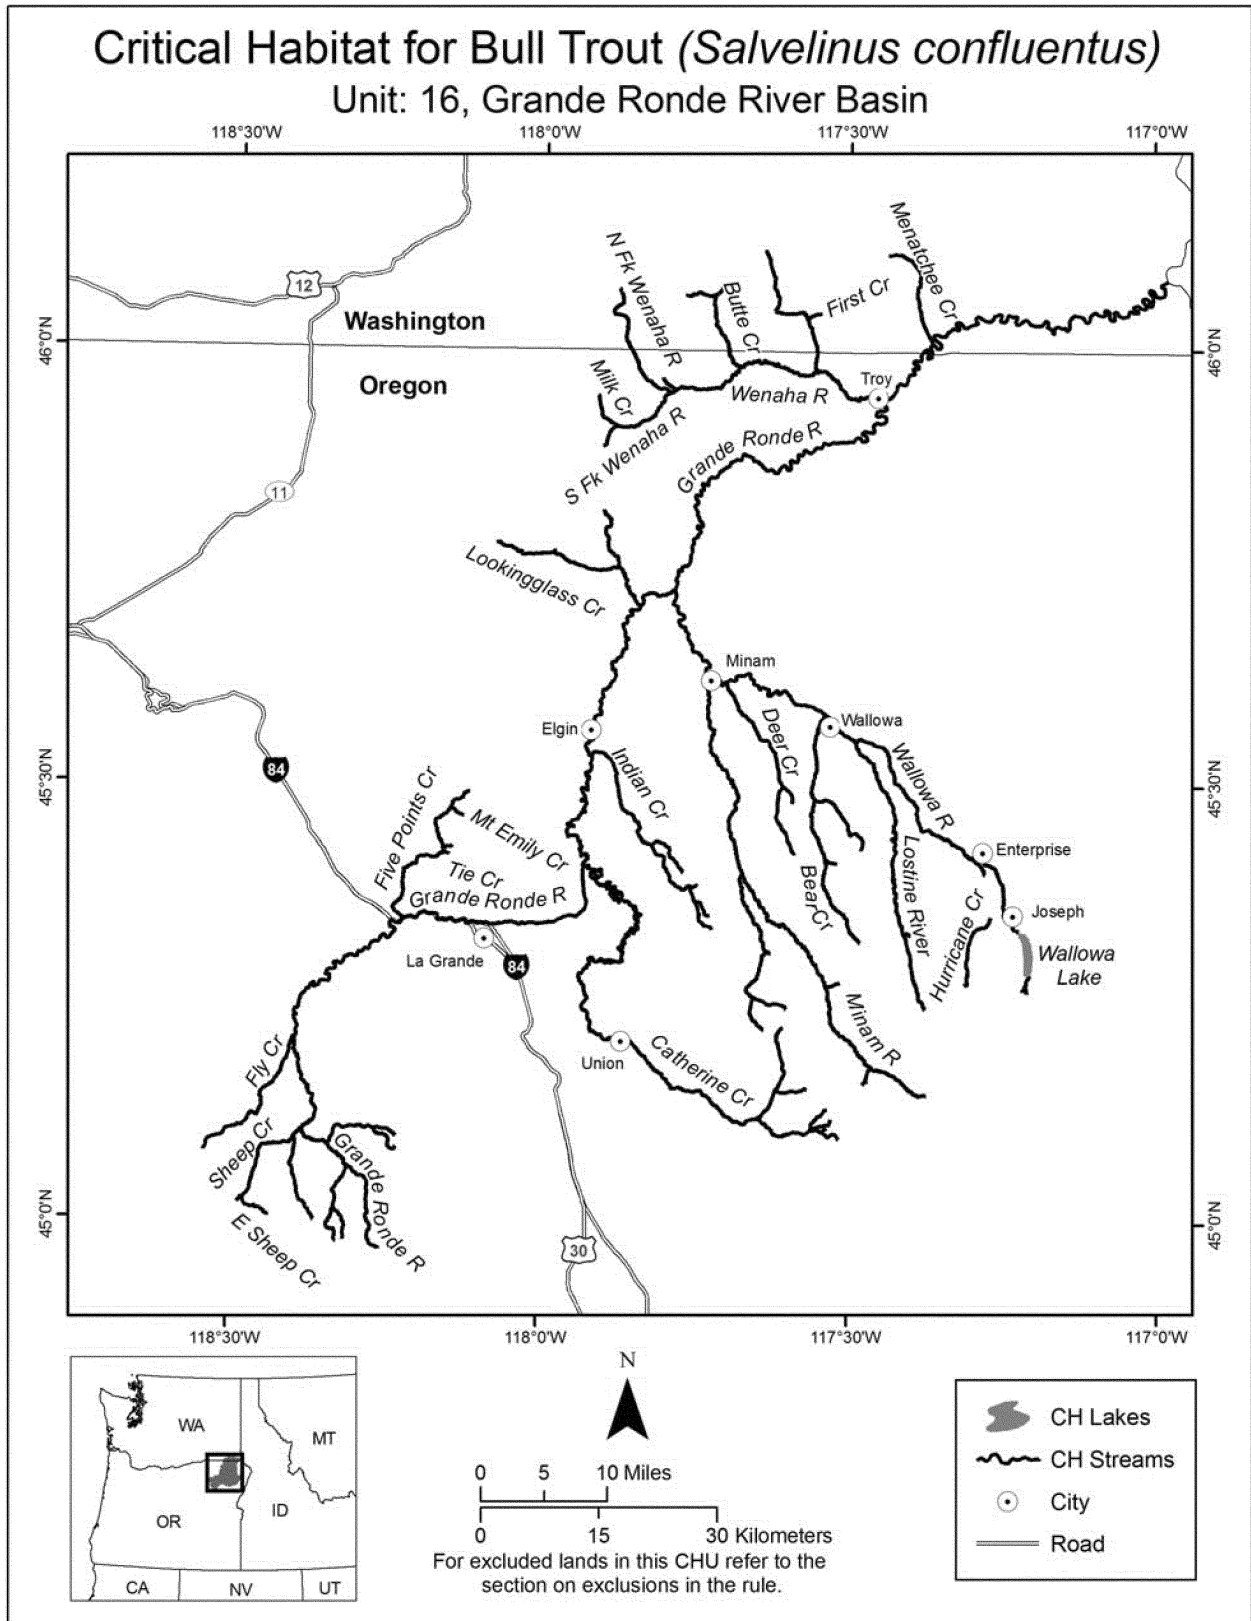 Critical Habitat for Bull Trout (Salvelinus confluentus)
Unit: 16, Grande Ronde River Basin
118°30'W
118°0'W
117°30'W
117°0'W
46°0'N
46°0'N
45°30'N
45°30'N
45°0'N
45°0'N
12
Washington
Oregon
11
N Fk Wenaha R
Butte Cr
First Cr
Menatchee Cr
Milk Cr
Wenaha R
Troy
S Fk Wenaha R
Grande Ronde R
Lookingglass Cr
Minam
Elgin
Deer Cr
Wallowa
Indian Cr
Wallowa R
84
Five Points Cr
Mt Emily Cr
Tie Cr
Grande Ronde R
Enterprise
Bear Cr
Lostine River
Hurricane Cr
Joseph
Wallowa
Lake
La Grande
84
Minam R
Union
Catherine Cr
Fly Cr
Sheep Cr
Grande Ronde R
E Sheep Cr
30
118°30'W
118°0'W
117°30'W
117°0'W
WA
MT
OR
ID
CA
NV
UT
N
0 5 10 Miles
0 15 30 Kilometers
For excluded lands in this CHU refer to the
section on exclusions in the rule.
CH Lakes
CH Streams
City
Road